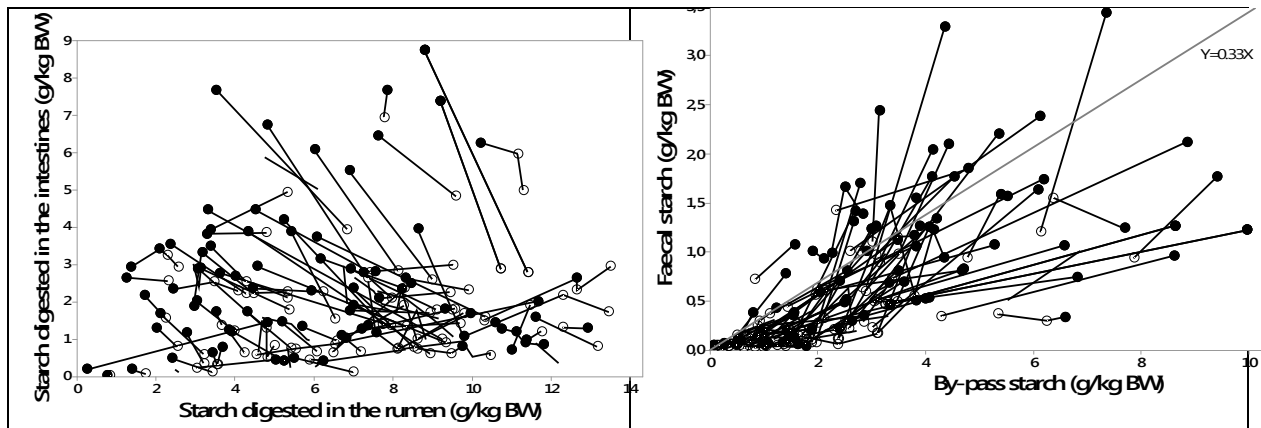 Starch digested in the intestines (g/kg BW)
9
8
7
6
5
4
3
2
1
0
0 2 4 6 8 10 12 14
Starch digested in the rumen (g/kg BW)
Faecal starch (g/kg BW)
3,5
3,0
2,5
2,0
1,5
1,0
0,5
0,0
0 2 4 6 8 10
By-pass starch (g/kg BW)
Y=0.33X